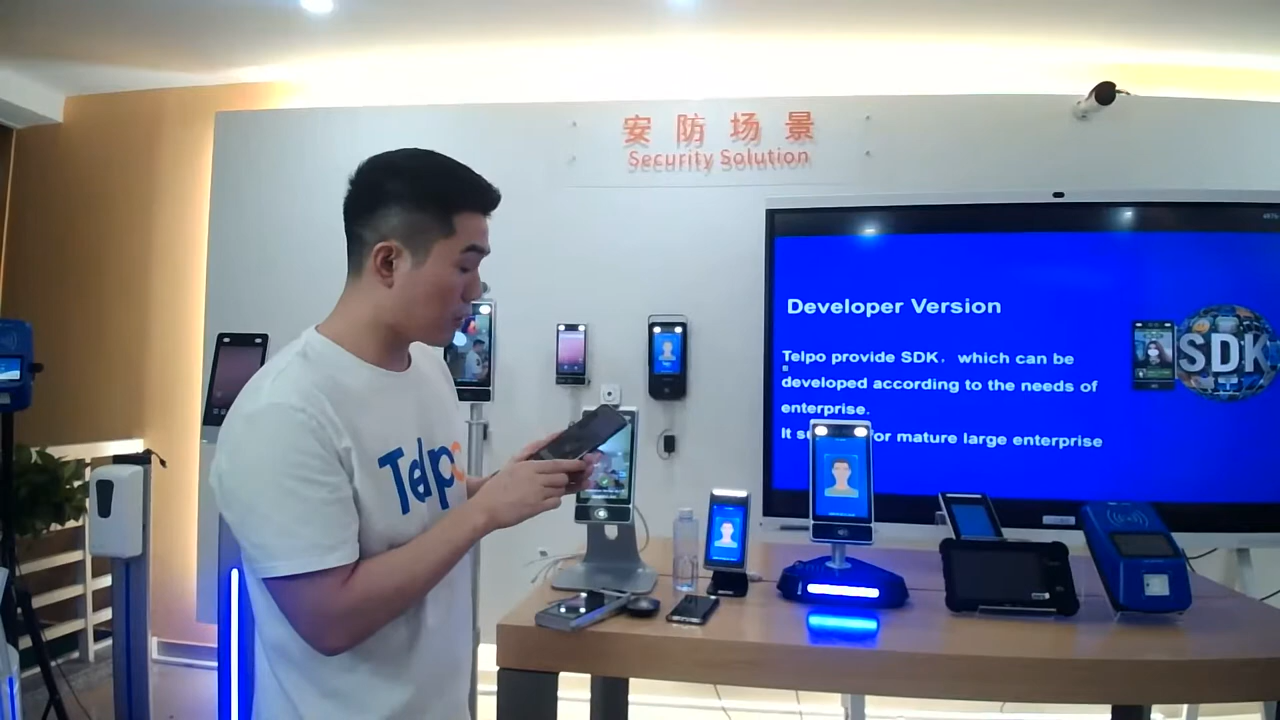 安防场景
Security Solution
Developer Version
Telpo provide SDK, which can be
developed according to the needs of
enterprise.
It for mature large enterprise
SDK
Telpo